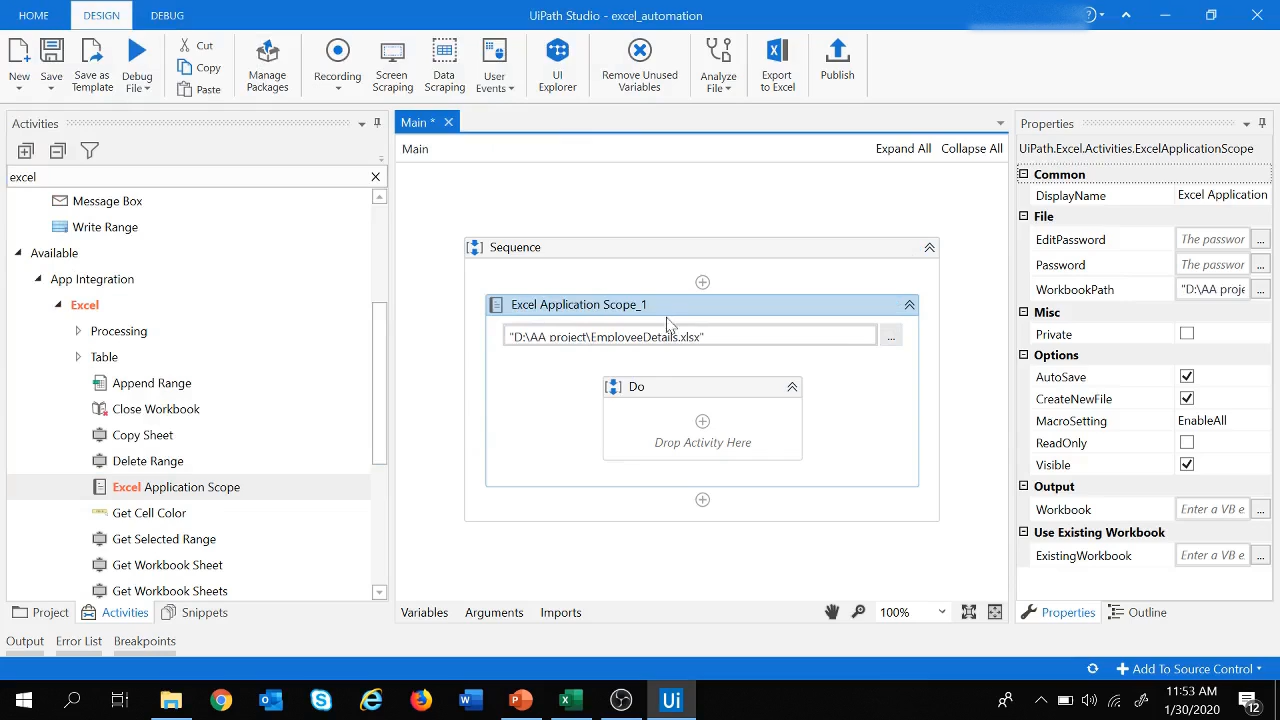 HOME DESIGN DEBUG UiPath Studio - excel_automation ?
New Save Save as Template Debug File Cut Copy Paste Manage Packages Recording Screen Scraping Data Scraping User Events UI Explorer Remove Unused Variables Analyze File Export to Excel Publish
Activities
excel
Message Box
Write Range
Available
App Integration
Excel
Processing
Table
Append Range
Close Workbook
Copy Sheet
Delete Range
Excel Application Scope
Get Cell Color
Get Selected Range
Get Workbook Sheet
Get Workbook Sheets
Project Activities Snippets
Main *
Main Expand All Collapse All
Sequence
Excel Application Scope_1
"D:\AA project\EmployeeDetails.xlsx" ...
Do
Drop Activity Here
Variables Arguments Imports 100%
Properties
UiPath.Excel.Activities.ExcelApplicationScope
Common
DisplayName Excel Application
File
EditPassword The passwor ...
Password The passwor ...
WorkbookPath "D:\AA proje ...
Misc
Private
Options
AutoSave
CreateNewFile
MacroSetting EnableAll
ReadOnly
Visible
Output
Workbook Enter a VB e ...
Use Existing Workbook
ExistingWorkbook Enter a VB e ...
Properties Outline
Output Error List Breakpoints
Add To Source Control
Ui 11:53 AM
1/30/2020 12